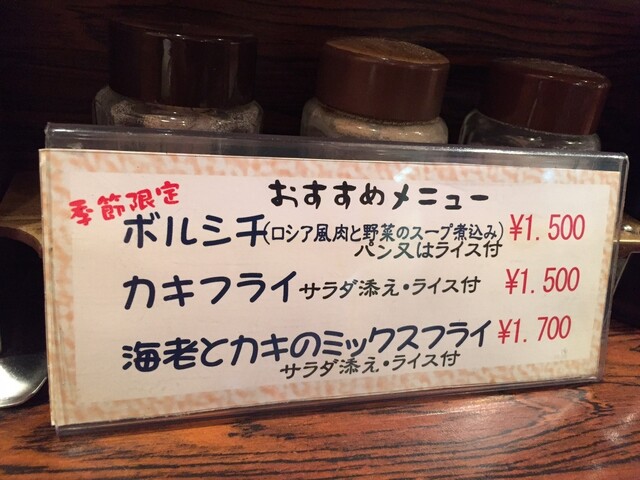 季節限定
おすすめメニュー
ボルシチ(ロシア風肉と野菜のスープ煮込み) ¥1.500
パン又はライス付
カキフライ サラダ添え・ライス付 ¥1.500
海老とカキのミックスフライ ¥1.700
サラダ添え・ライス付